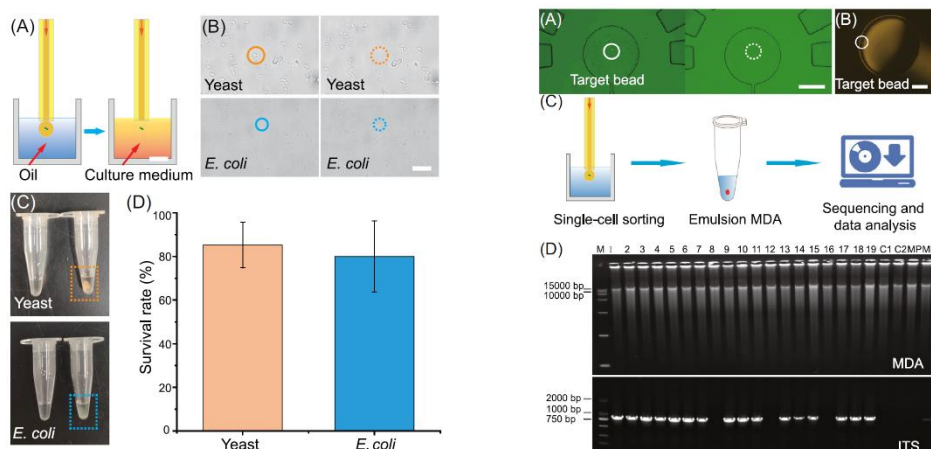 (A)
Oil
Culture medium
(B)
Yeast
E. coli
(C)
Yeast
E. coli
(D)
Survival rate (%)
100
80
60
40
20
0
Yeast
E. coli
(A)
Target bead
(B)
Target bead
(C)
Single-cell sorting
Emulsion MDA
Sequencing and
data analysis
(D)
M 1 2 3 4 5 6 7 8 9 10 11 12 13 14 15 16 17 18 19 C1 C2 MPM
15000 bp
10000 bp
MDA
2000 bp
1000 bp
750 bp
ITS